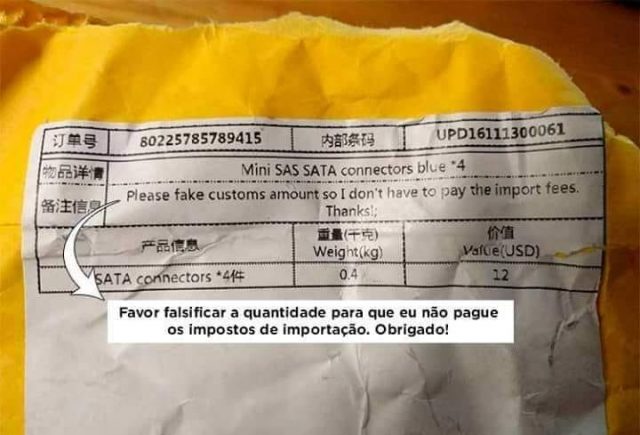 订单号 80225785789415 内部条码 UPD16111300061
物品详情 Mini SAS SATA connectors blue *4
备注信息 Please fake customs amount so I don't have to pay the import fees.
Thanks!;
产品信息 重量(千克) 价值
Weight(kg) Value(USD)
SATA connectors *4件 0.4 12
Favor falsificar a quantidade para que eu não pague
os impostos de importação. Obrigado!